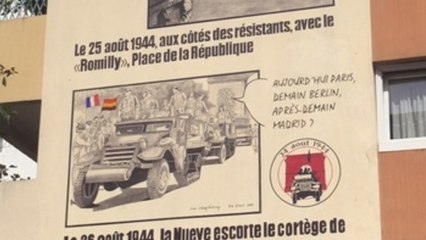 Le 25 août 1944, aux côtés des résistants, avec le
«Romilly», Place de la République
AUJOURD'HUI PARIS,
DEMAIN BERLIN,
APRÈS-DEMAIN
MADRID ?
24 août 1944
Le 26 août 1944, la Nueve escorte le cortège de